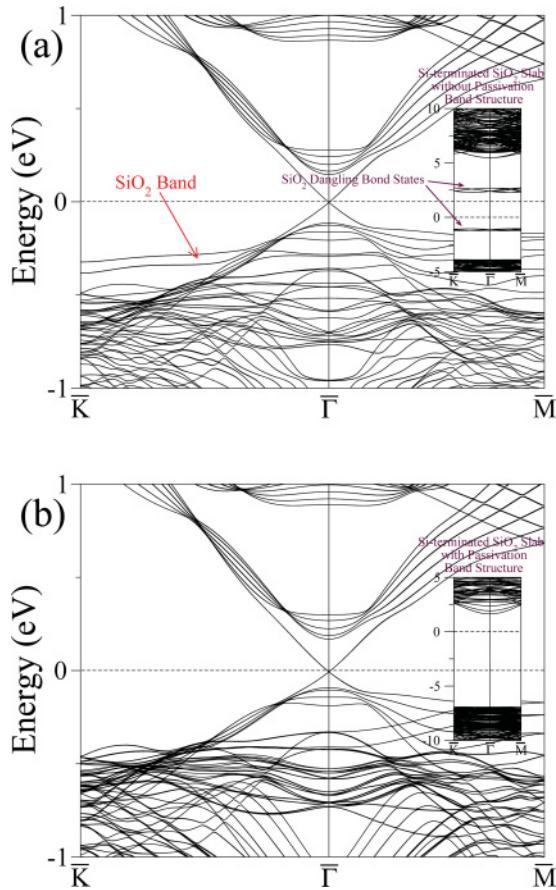 (a)
1
0
-1
Energy (eV)
SiO2 Band
Si-terminated SiO2 Slab
without Passivation
Band Structure
10
5
0
-5
K Γ M
SiO2 Dangling Bond States
K Γ M
(b)
1
0
-1
Energy (eV)
Si-terminated SiO2 Slab
with Passivation
Band Structure
5
0
-5
-10
K Γ M
K Γ M